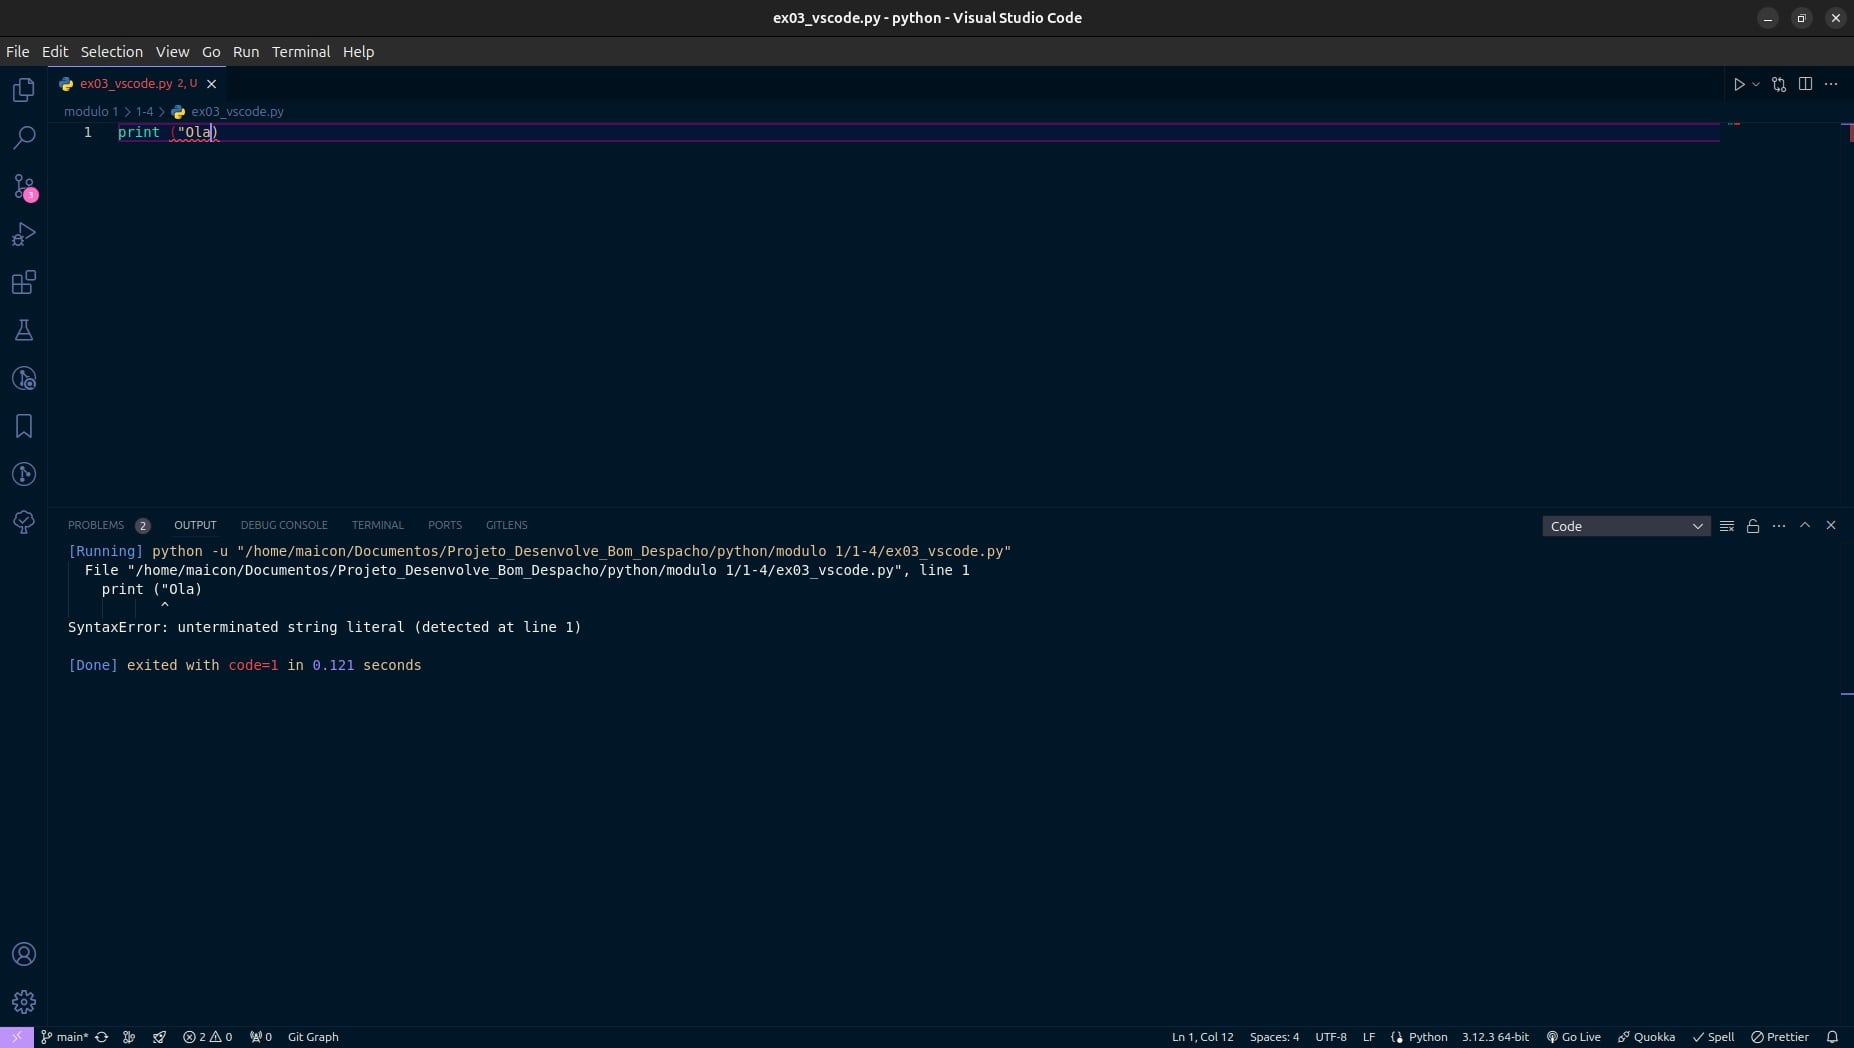 ex03_vscode.py - python - Visual Studio Code
File Edit Selection View Go Run Terminal Help
ex03_vscode.py 2, U
modulo 1 > 1-4 > ex03_vscode.py
1 print ("Ola)
3
PROBLEMS 2 OUTPUT DEBUG CONSOLE TERMINAL PORTS GITLENS Code
[Running] python -u "/home/maicon/Documentos/Projeto_Desenvolve_Bom_Despacho/python/modulo 1/1-4/ex03_vscode.py"
File "/home/maicon/Documentos/Projeto_Desenvolve_Bom_Despacho/python/modulo 1/1-4/ex03_vscode.py", line 1
print ("Ola)
^
SyntaxError: unterminated string literal (detected at line 1)
[Done] exited with code=1 in 0.121 seconds
main* 2 0 0 Git Graph Ln 1, Col 12 Spaces: 4 UTF-8 LF Python 3.12.3 64-bit Go Live Quokka Spell Prettier